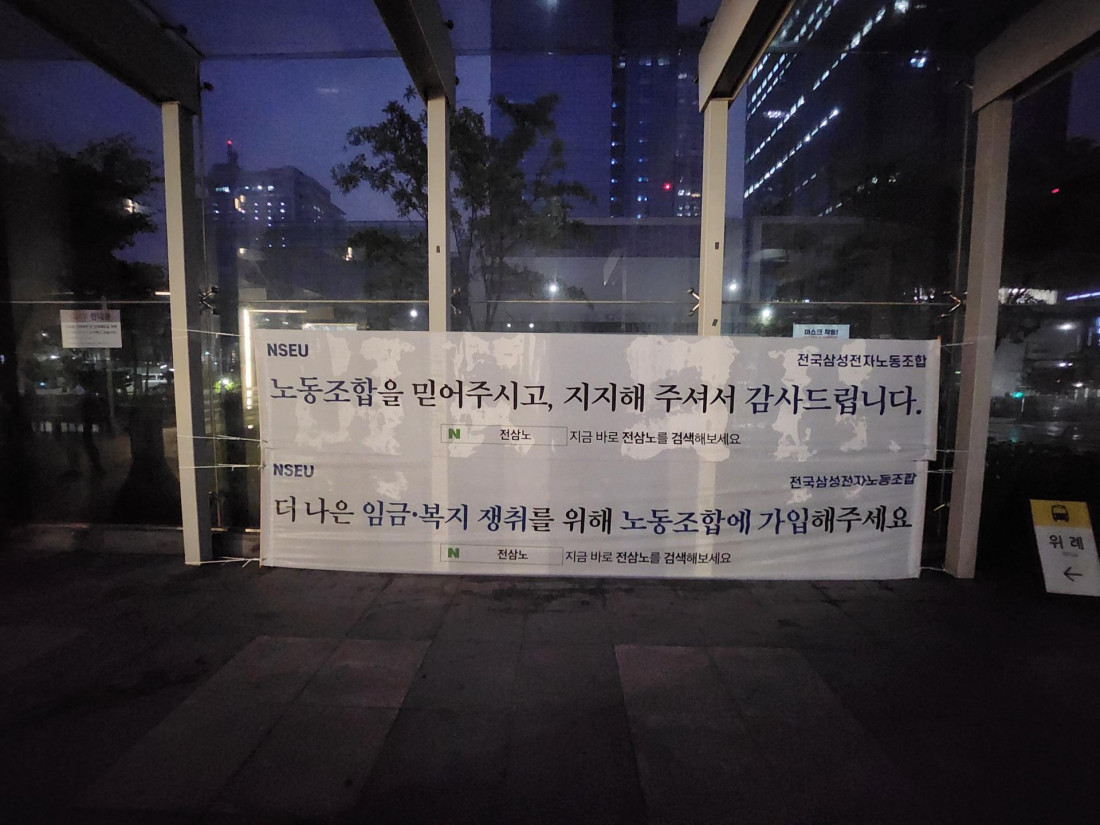 NSEU
전국삼성전자노동조합
노동조합을 믿어주시고, 지지해 주셔서 감사드립니다.
N 전삼노 지금 바로 전삼노를 검색해보세요
NSEU
전국삼성전자노동조합
더 나은 임금·복지 쟁취를 위해 노동조합에 가입해주세요
N 전삼노 지금 바로 전삼노를 검색해보세요
마스크 착용!
위례
←